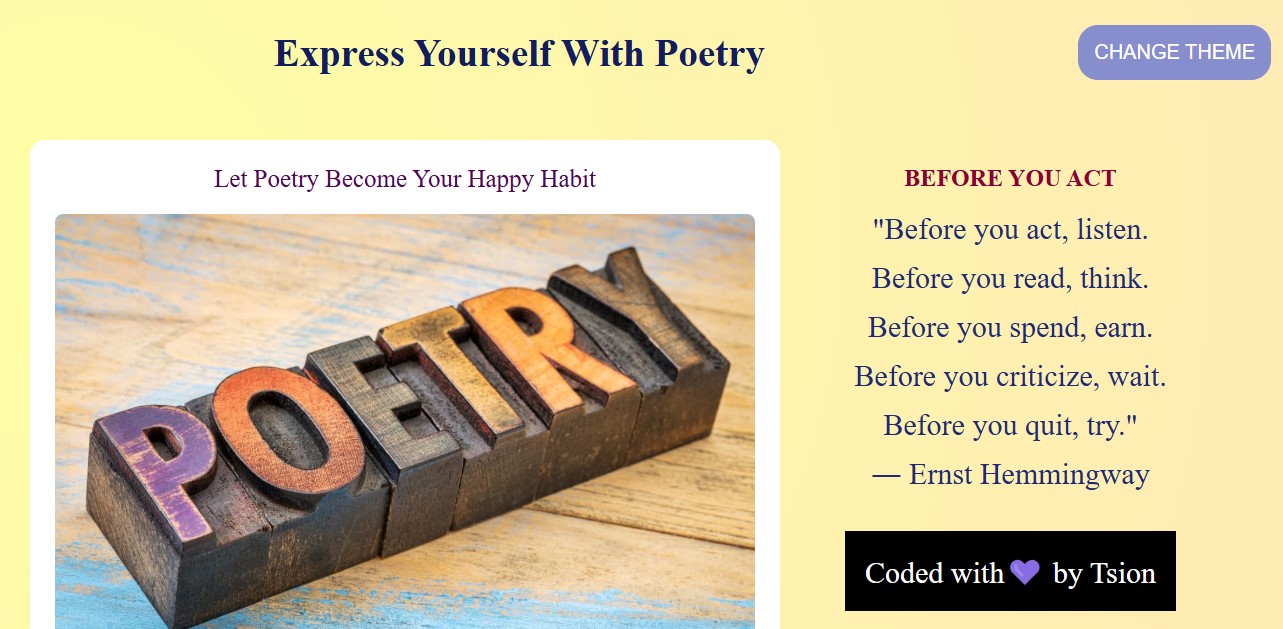 Express Yourself With Poetry
CHANGE THEME
Let Poetry Become Your Happy Habit
POETRY
BEFORE YOU ACT
"Before you act, listen.
Before you read, think.
Before you spend, earn.
Before you criticize, wait.
Before you quit, try."
— Ernst Hemmingway
Coded with💜 by Tsion